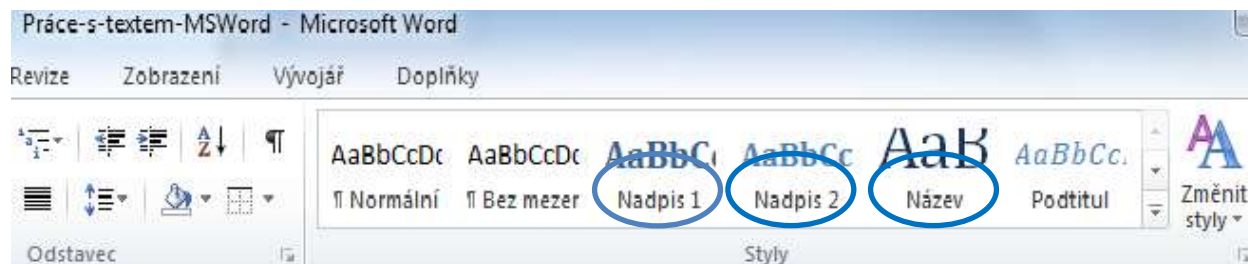 Práce-s-textem-MSWord - Microsoft Word
Revize Zobrazení Vývojář Doplňky
AaBbCcDc AaBbCcDc AaBbC AaBbCc AaB AaBbCc.
¶ Normální ¶ Bez mezer Nadpis 1 Nadpis 2 Název Podtitul
Změnit
styly
Odstavec Styly